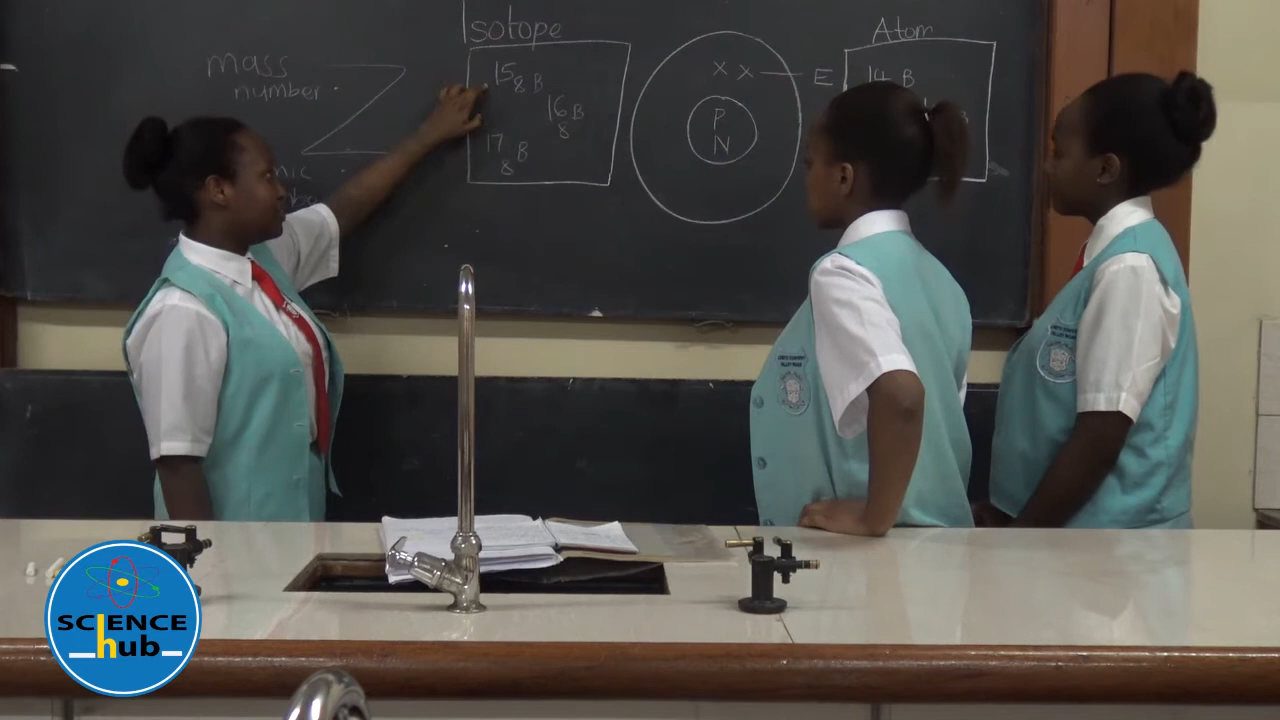 Isotope
Atom
mass
number
15 8 B
16 B
8
17 8 B
X X
E
P
N
14 B
SCIENCE
hub